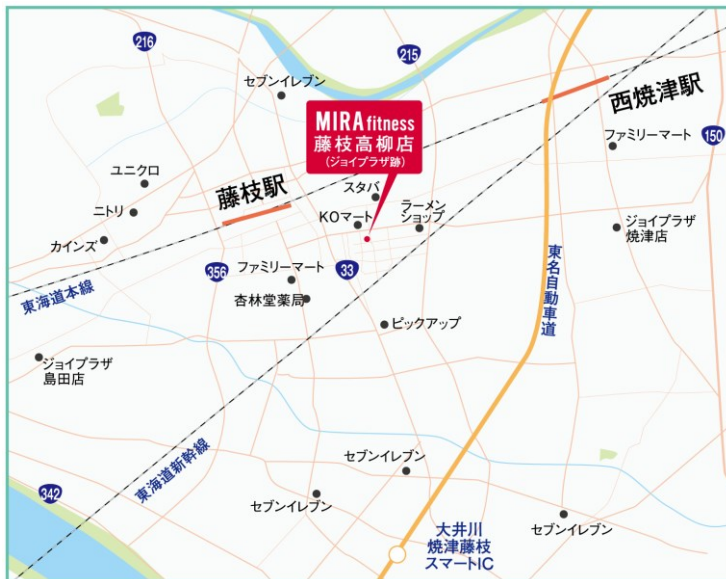 216
215
セブンイレブン
西焼津駅
MIRA fitness
藤枝高柳店
(ジョイプラザ跡)
ファミリーマート
150
ユニクロ
藤枝駅
スタバ
ニトリ
KOマート
ラーメン
ショップ
ジョイプラザ
焼津店
カインズ
356
ファミリーマート
33
東名自動車道
東海道本線
杏林堂薬局
ピックアップ
ジョイプラザ
島田店
東海道新幹線
セブンイレブン
342
セブンイレブン
セブンイレブン
大井川
焼津藤枝
スマートIC